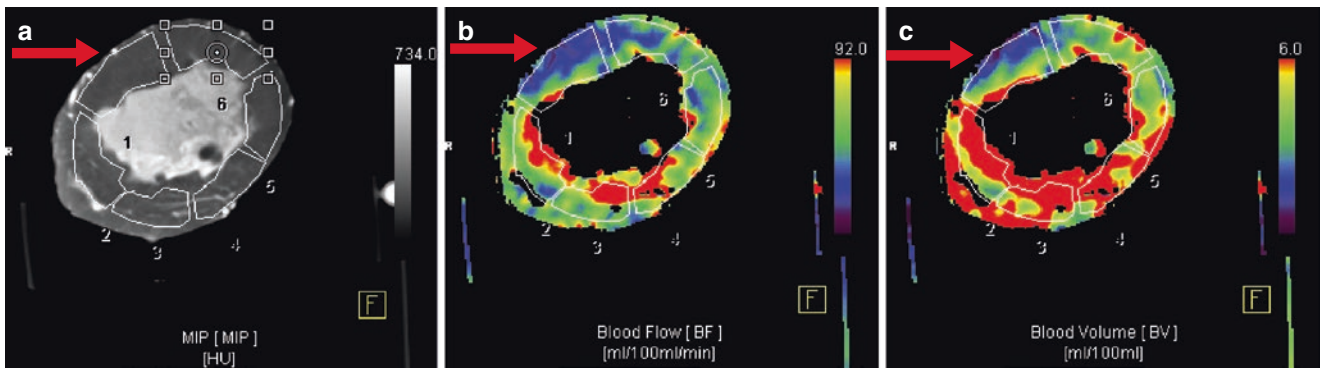 a
734.0
6
1
R
5
2
3
4
F
MIP [ MIP ]
[HU]
b
92.0
6
1
R
5
2
3
4
F
Blood Flow [ BF ]
[ml/100ml/min]
c
6.0
6
1
R
5
2
3
4
F
Blood Volume [ BV ]
[ml/100ml]